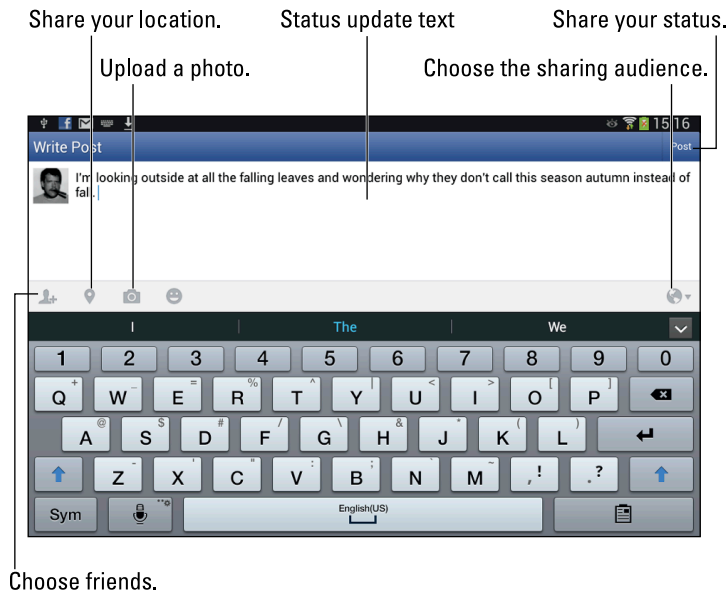 Share your location. Status update text Share your status.
Upload a photo. Choose the sharing audience.
15:16
Write Post Post
I'm looking outside at all the falling leaves and wondering why they don't call this season autumn instead of
fall.
I The We
1 2 3 4 5 6 7 8 9 0
Q + W _ E = R % T ^ Y | U < I > O [ P ]
A @ S $ D # F / G \ H & J * K ( L )
Z - X ' C " V : B ; N ` M ~ , ! . ?
Sym English(US)
Choose friends.